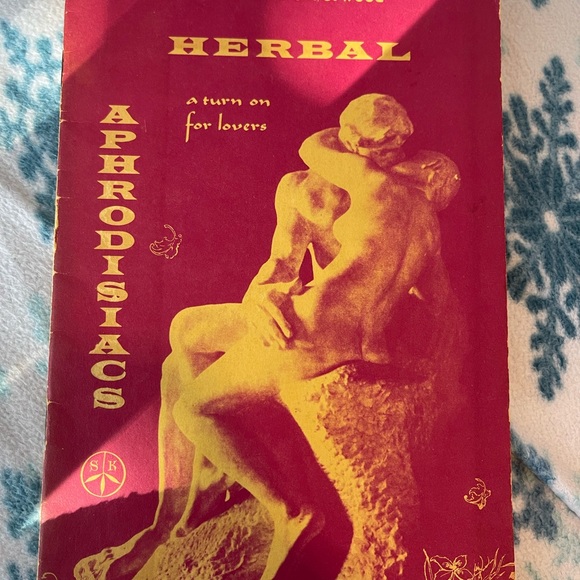 HERBAL
a turn on
for lovers
APHRODISIACS
S K